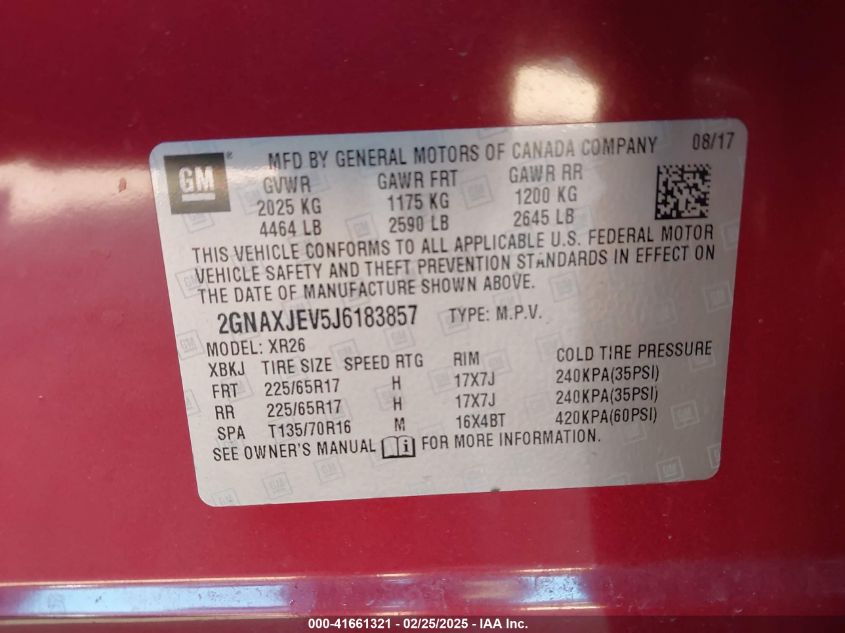 GM ® MFD BY GENERAL MOTORS OF CANADA COMPANY 08/17
GVWR GAWR FRT GAWR RR
2025 KG 1175 KG 1200 KG
4464 LB 2590 LB 2645 LB
THIS VEHICLE CONFORMS TO ALL APPLICABLE U.S. FEDERAL MOTOR
VEHICLE SAFETY AND THEFT PREVENTION STANDARDS IN EFFECT ON
THE DATE OF MANUFACTURE SHOWN ABOVE.
2GNAXJEV5J6183857 TYPE: M.P.V.
MODEL: XR26
XBKJ TIRE SIZE SPEED RTG RIM COLD TIRE PRESSURE
FRT 225/65R17 H 17X7J 240KPA(35PSI)
RR 225/65R17 H 17X7J 240KPA(35PSI)
SPA T135/70R16 M 16X4BT 420KPA(60PSI)
SEE OWNER'S MANUAL FOR MORE INFORMATION.
000-41661321 - 02/25/2025 - IAA Inc.